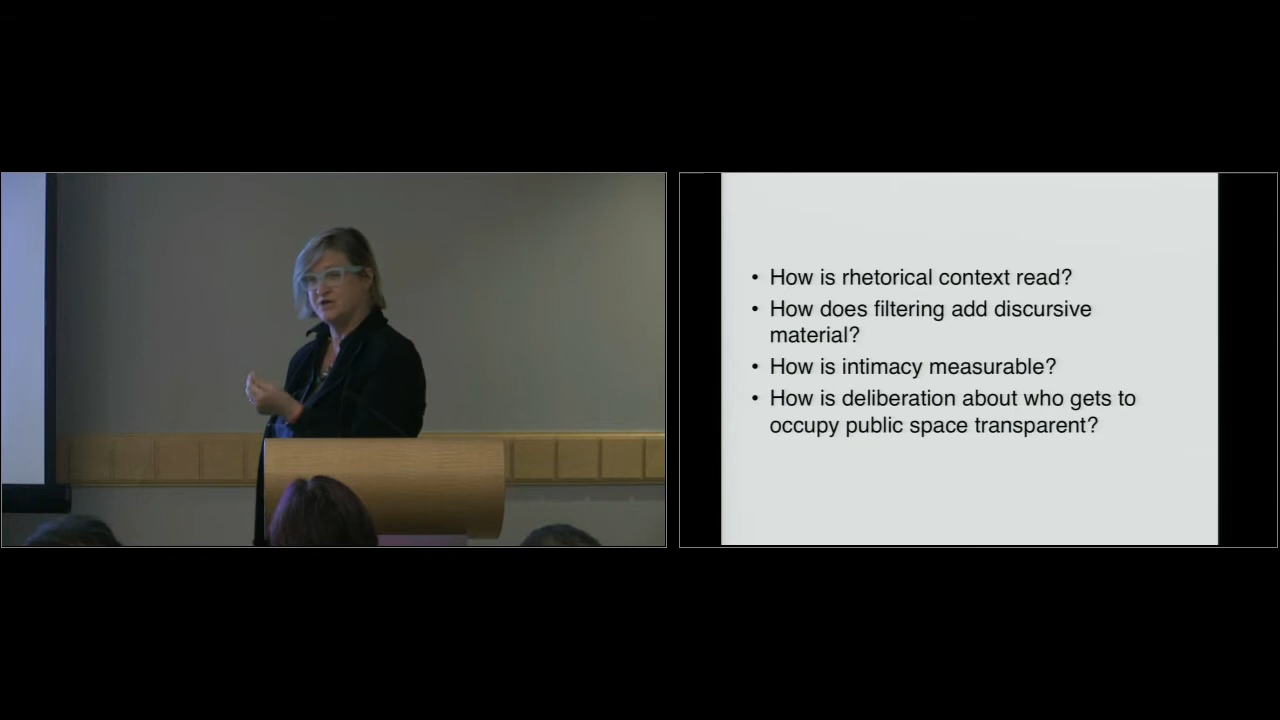 • How is rhetorical context read?
• How does filtering add discursive
material?
• How is intimacy measurable?
• How is deliberation about who gets to
occupy public space transparent?